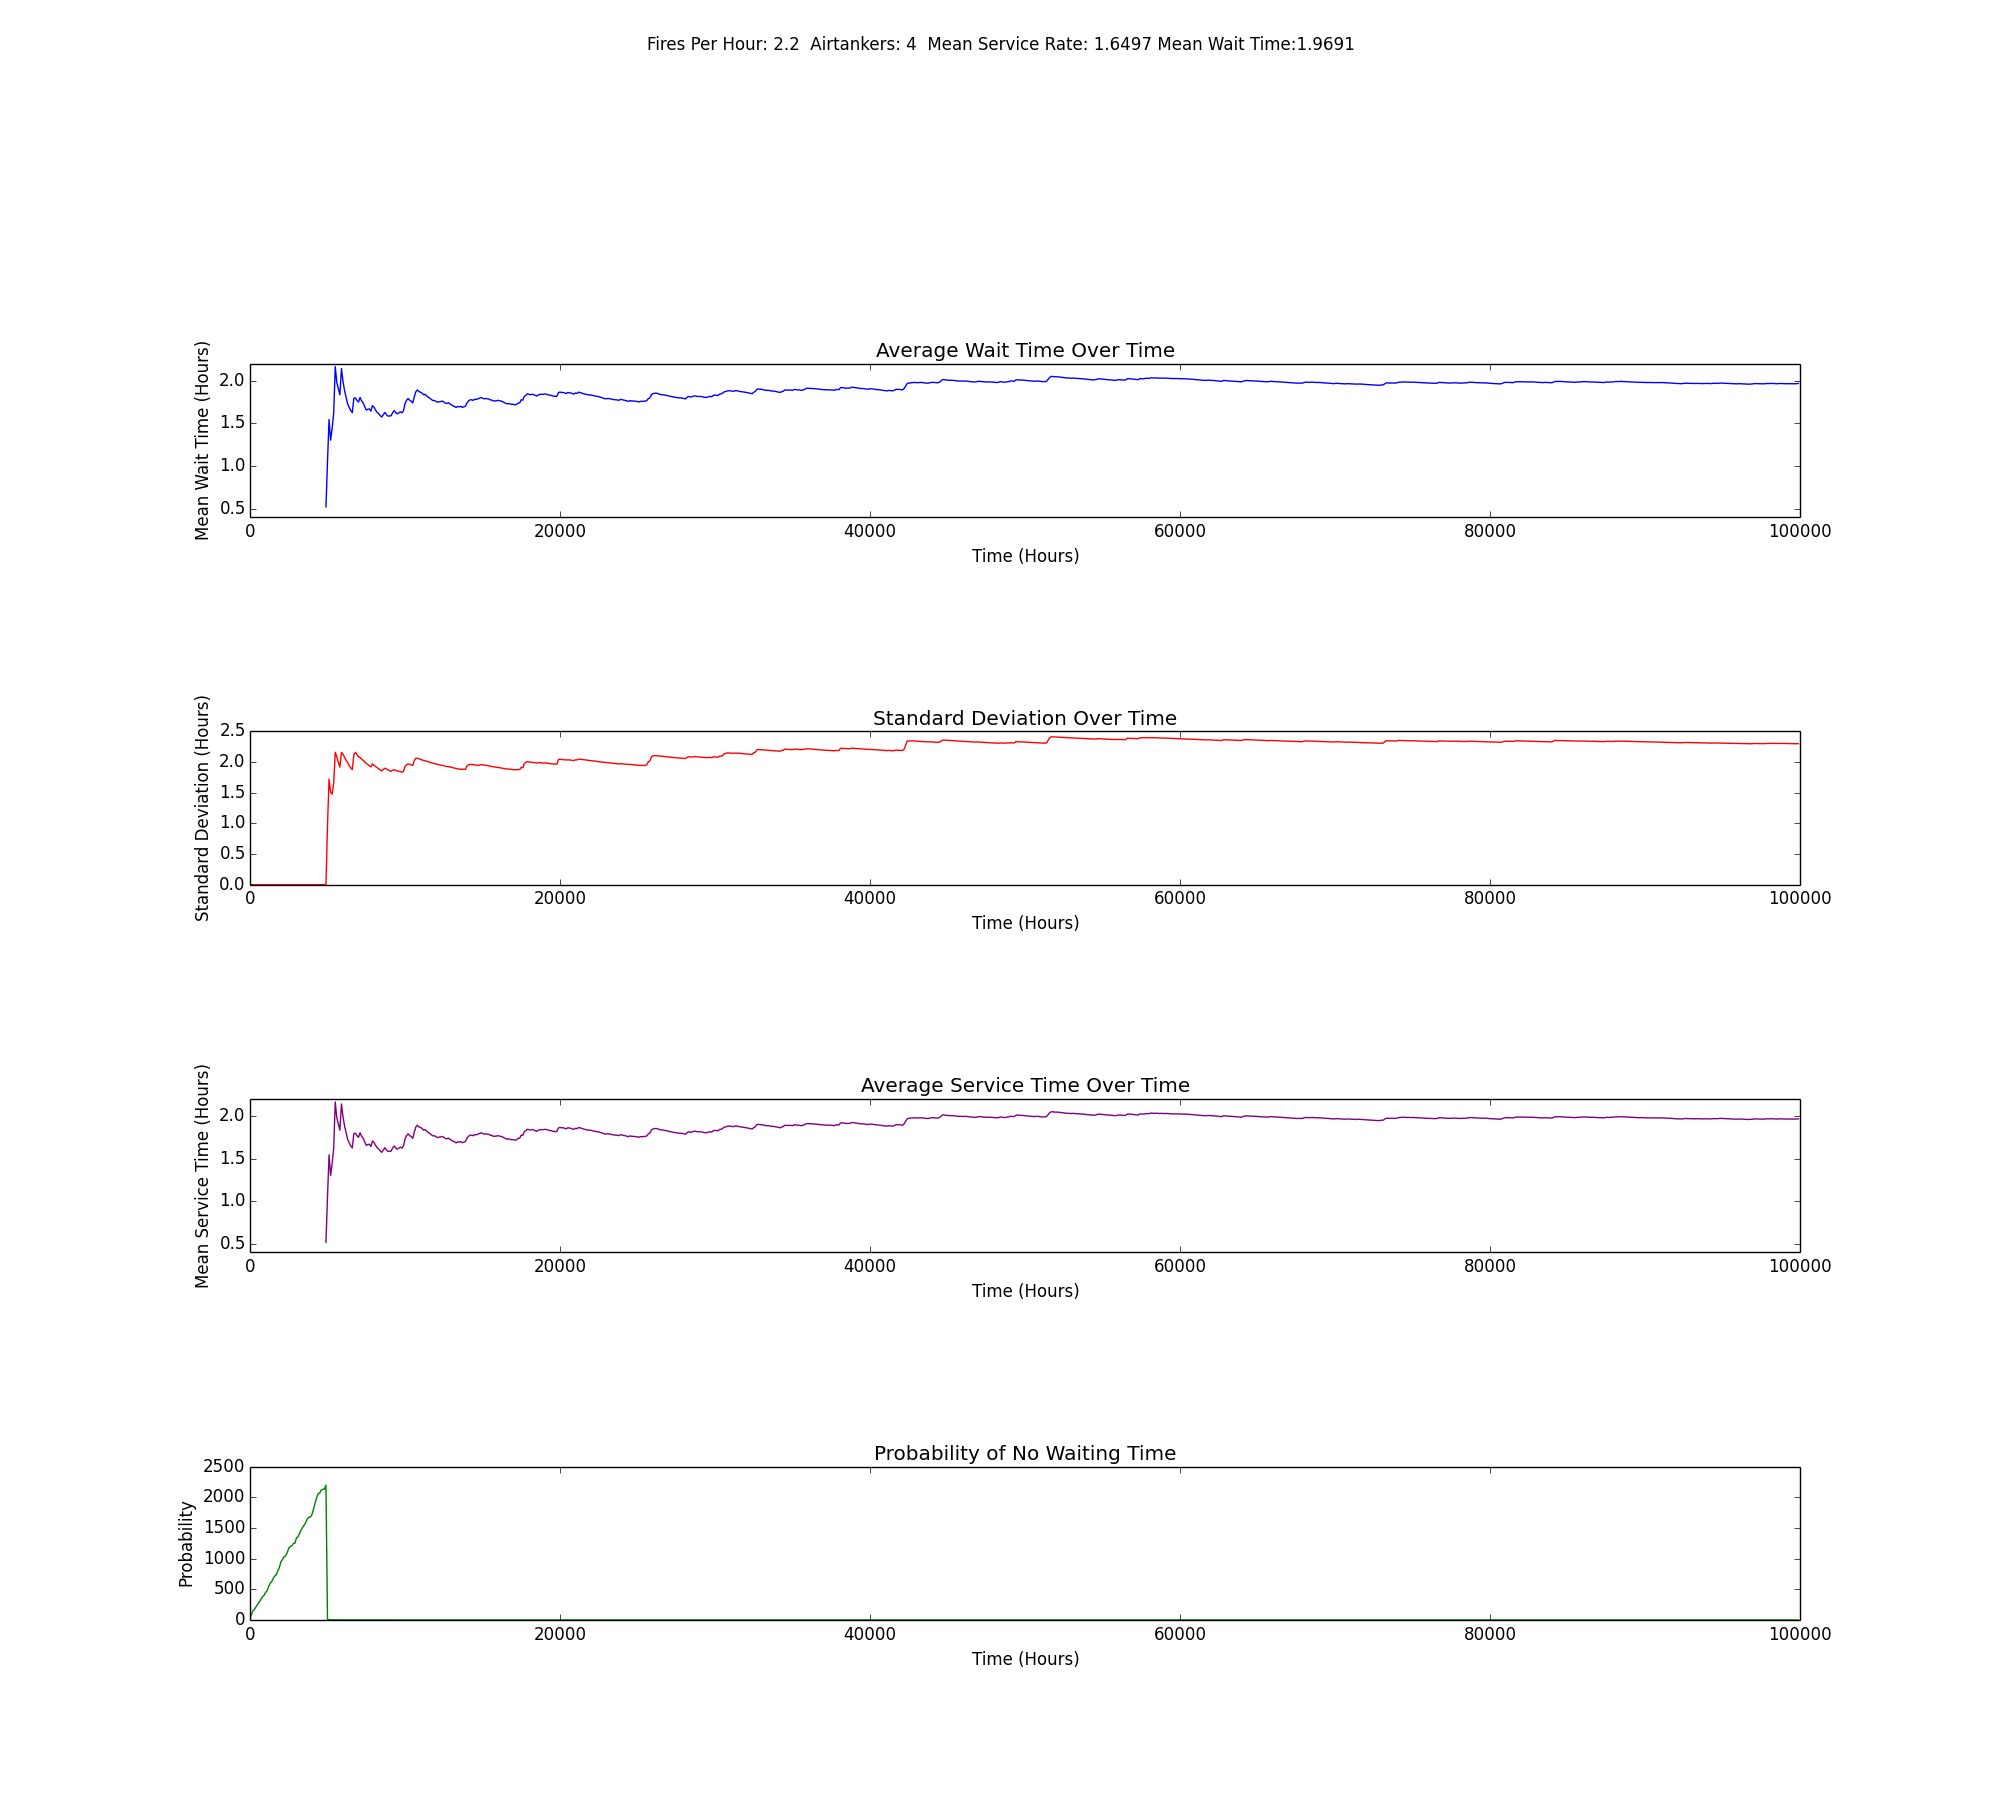 Fires Per Hour: 2.2  Airtankers: 4  Mean Service Rate: 1.6497 Mean Wait Time:1.9691
Average Wait Time Over Time
Mean Wait Time (Hours)
2.0
1.5
1.0
0.5
0 20000 40000 60000 80000 100000
Time (Hours)
Standard Deviation Over Time
Standard Deviation (Hours)
2.5
2.0
1.5
1.0
0.5
0.0
0 20000 40000 60000 80000 100000
Time (Hours)
Average Service Time Over Time
Mean Service Time (Hours)
2.0
1.5
1.0
0.5
0 20000 40000 60000 80000 100000
Time (Hours)
Probability of No Waiting Time
Probability
2500
2000
1500
1000
500
0
0 20000 40000 60000 80000 100000
Time (Hours)